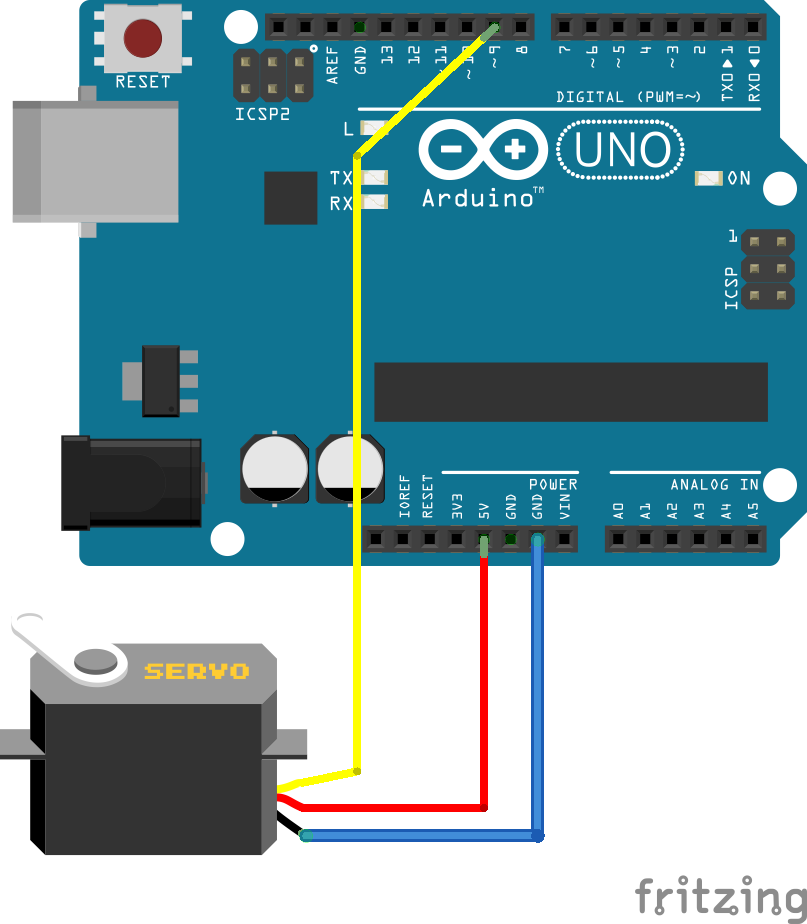 RESET
ICSP2
AREF
GND
13
12
~11
~10
~9
8
7
~6
~5
4
~3
2
TX0▶1
RX0◀0
DIGITAL (PWM=~)
L
TX
RX
Arduino™
UNO
ON
1
ICSP
POWER
ANALOG IN
IOREF
RESET
3V3
5V
GND
GND
VIN
A0
A1
A2
A3
A4
A5
SERVO
fritzing